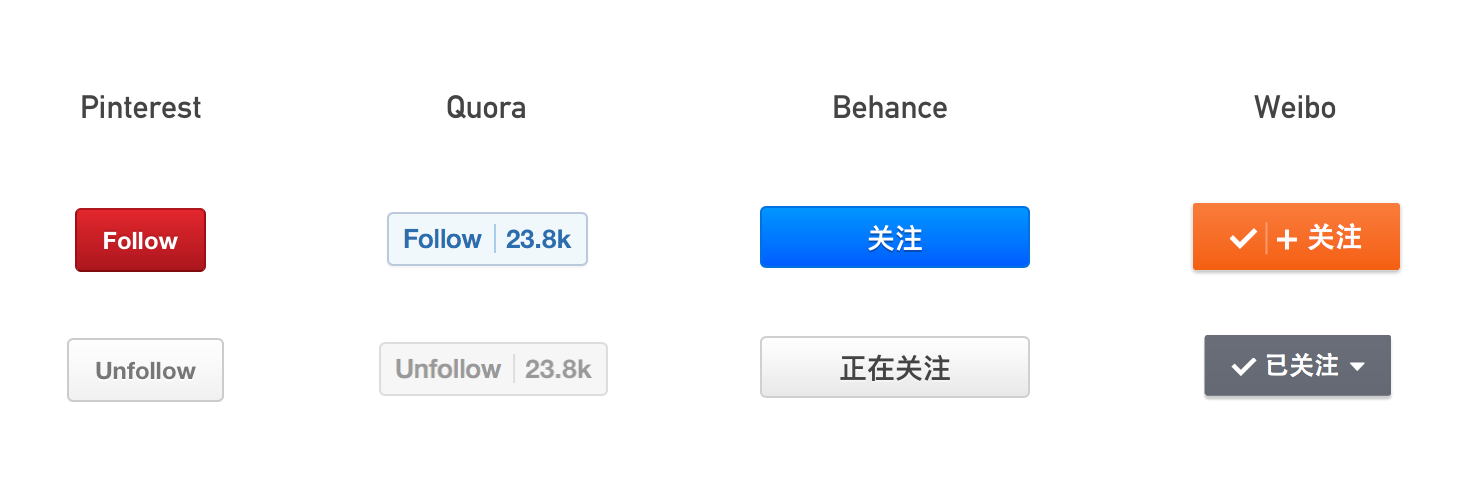 Pinterest
Quora
Behance
Weibo
Follow
Follow 23.8k
关注
关注
Unfollow
Unfollow 23.8k
正在关注
已关注